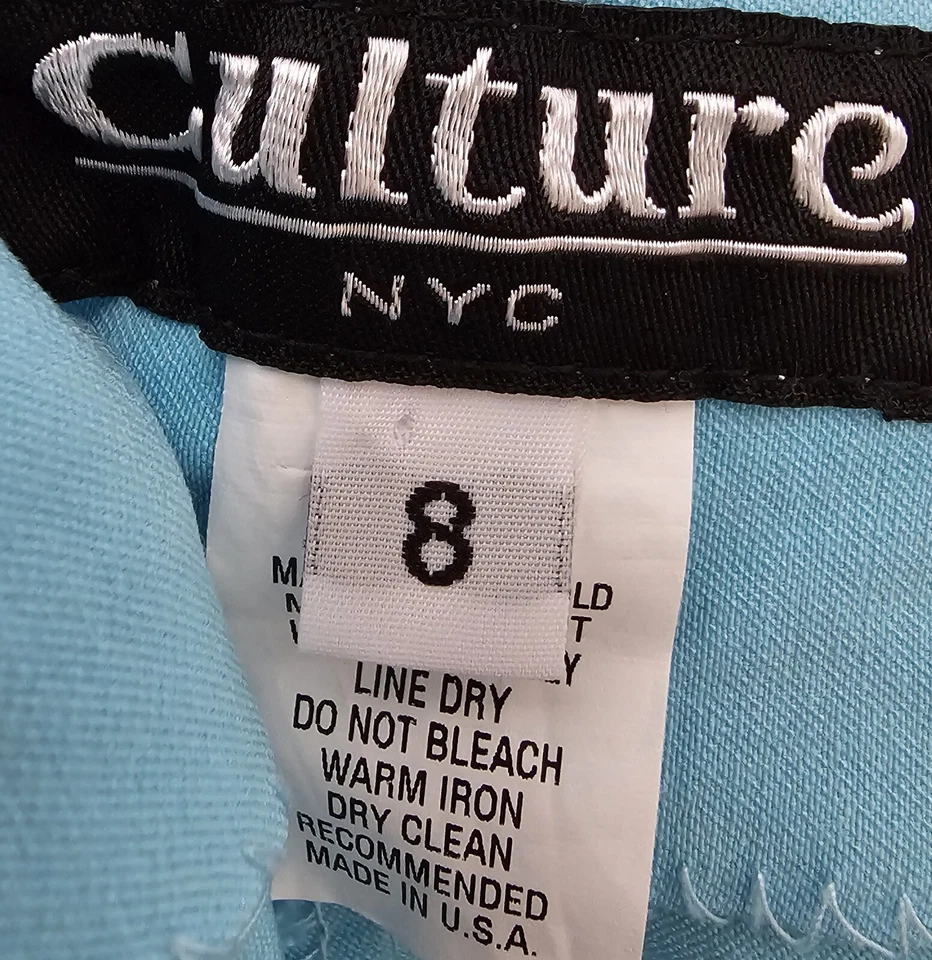 Culture
NYC
8
LINE DRY
DO NOT BLEACH
WARM IRON
DRY CLEAN
RECOMMENDED
MADE IN U.S.A.